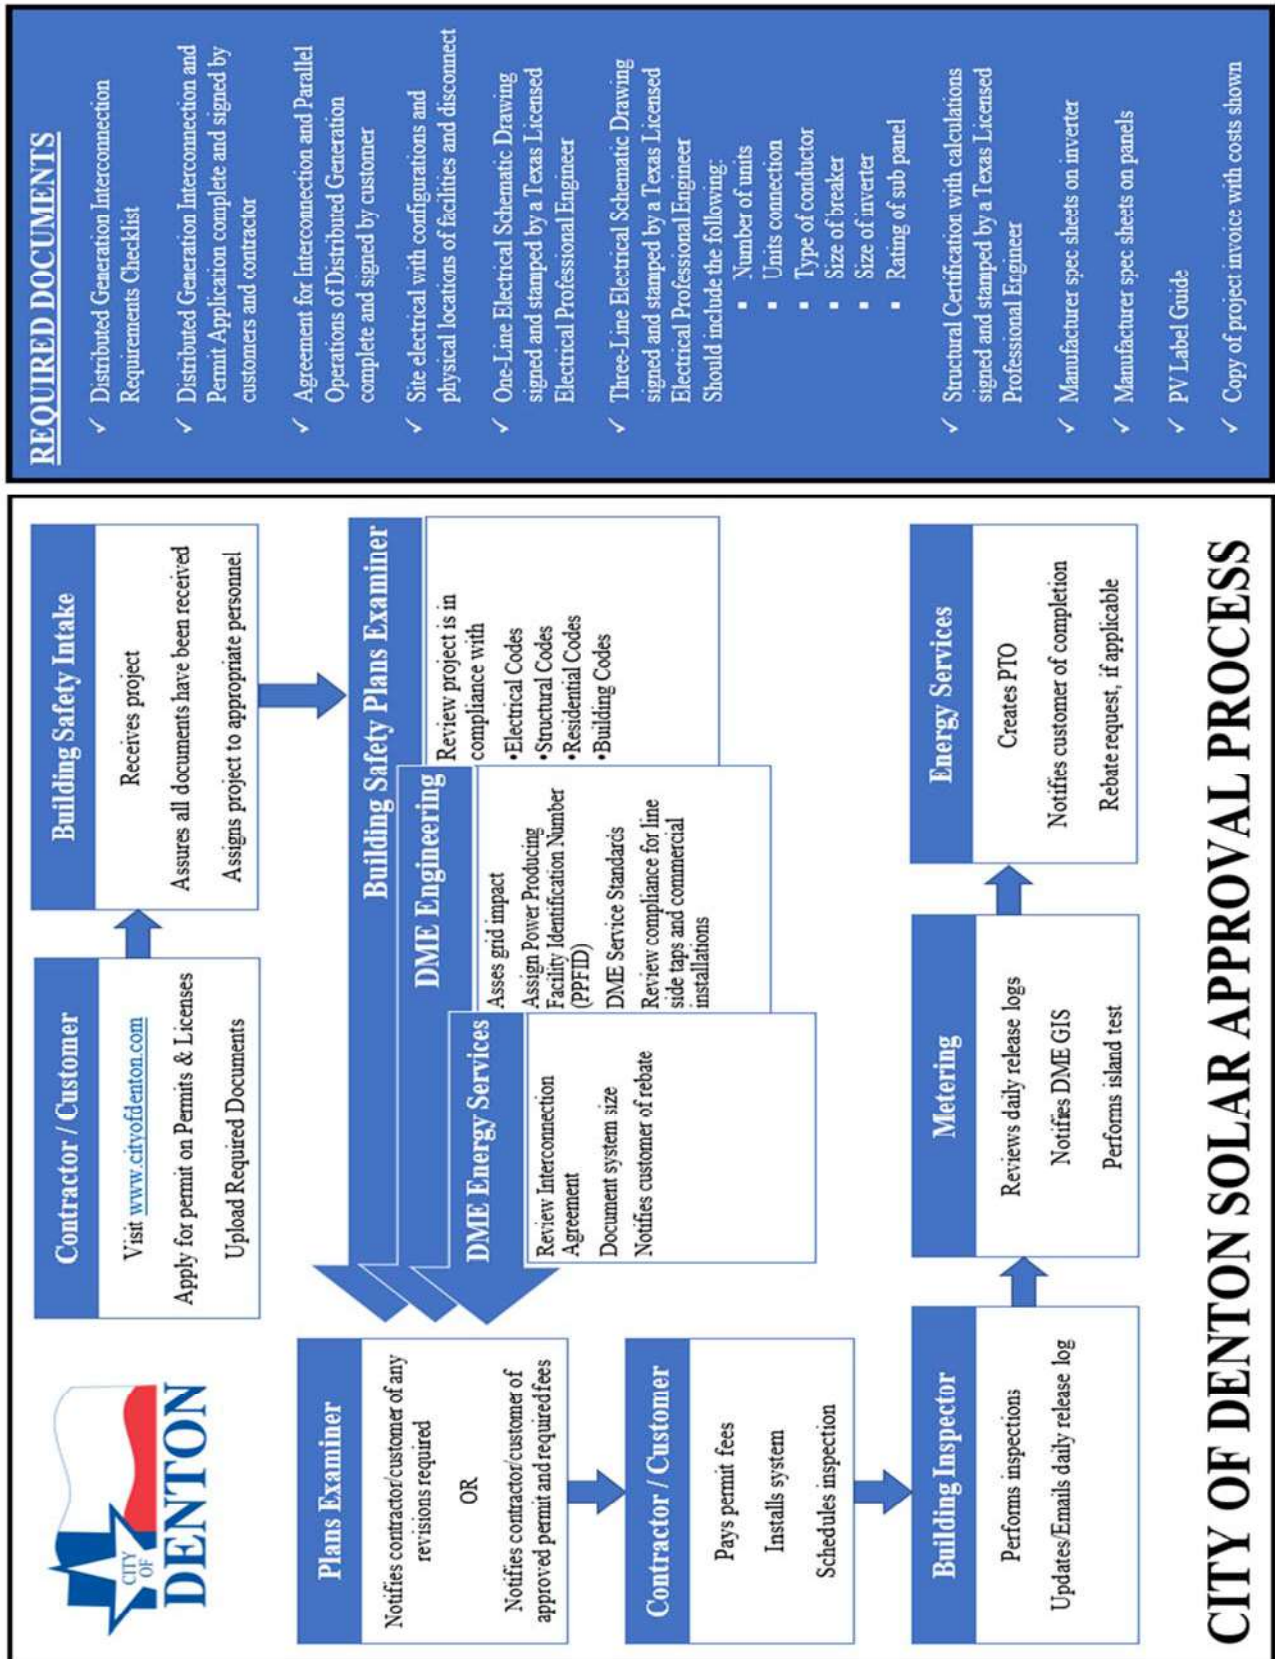 CITY
OF
DENTON
Contractor / Customer
Visit www.cityofdenton.com
Apply for permit on Permits & Licenses
Upload Required Documents
Building Safety Intake
Receives project
Assures all documents have been received
Assigns project to appropriate personnel
Building Safety Plans Examiner
Review project is in
compliance with
•Electrical Codes
•Structural Codes
•Residential Codes
•Building Codes
DME Engineering
Asses grid impact
Assign Power Producing
Facility Identification Number
(PPFID)
DME Service Standards
Review compliance for line
side taps and commercial
installations
DME Energy Services
Review Interconnection
Agreement
Document system size
Notifies customer of rebate
Plans Examiner
Notifies contractor/customer of any
revisions required
OR
Notifies contractor/customer of
approved permit and required fees
Contractor / Customer
Pays permit fees
Installs system
Schedules inspection
Building Inspector
Performs inspections
Updates/Emails daily release log
Metering
Reviews daily release logs
Notifies DME GIS
Performs island test
Energy Services
Creates PTO
Notifies customer of completion
Rebate request, if applicable
CITY OF DENTON SOLAR APPROVAL PROCESS
REQUIRED DOCUMENTS
✓ Distributed Generation Interconnection
Requirements Checklist
✓ Distributed Generation Interconnection and
Permit Application complete and signed by
customers and contractor
✓ Agreement for Interconnection and Parallel
Operations of Distributed Generation
complete and signed by customer
✓ Site electrical with configurations and
physical locations of facilities and disconnect
✓ One-Line Electrical Schematic Drawing
signed and stamped by a Texas Licensed
Electrical Professional Engineer
✓ Three-Line Electrical Schematic Drawing
signed and stamped by a Texas Licensed
Electrical Professional Engineer
Should include the following:
▪ Number of units
▪ Units connection
▪ Type of conductor
▪ Size of breaker
▪ Size of inverter
▪ Rating of sub panel
✓ Structural Certification with calculations
signed and stamped by a Texas Licensed
Professional Engineer
✓ Manufacturer spec sheets on inverter
✓ Manufacturer spec sheets on panels
✓ PV Label Guide
✓ Copy of project invoice with costs shown